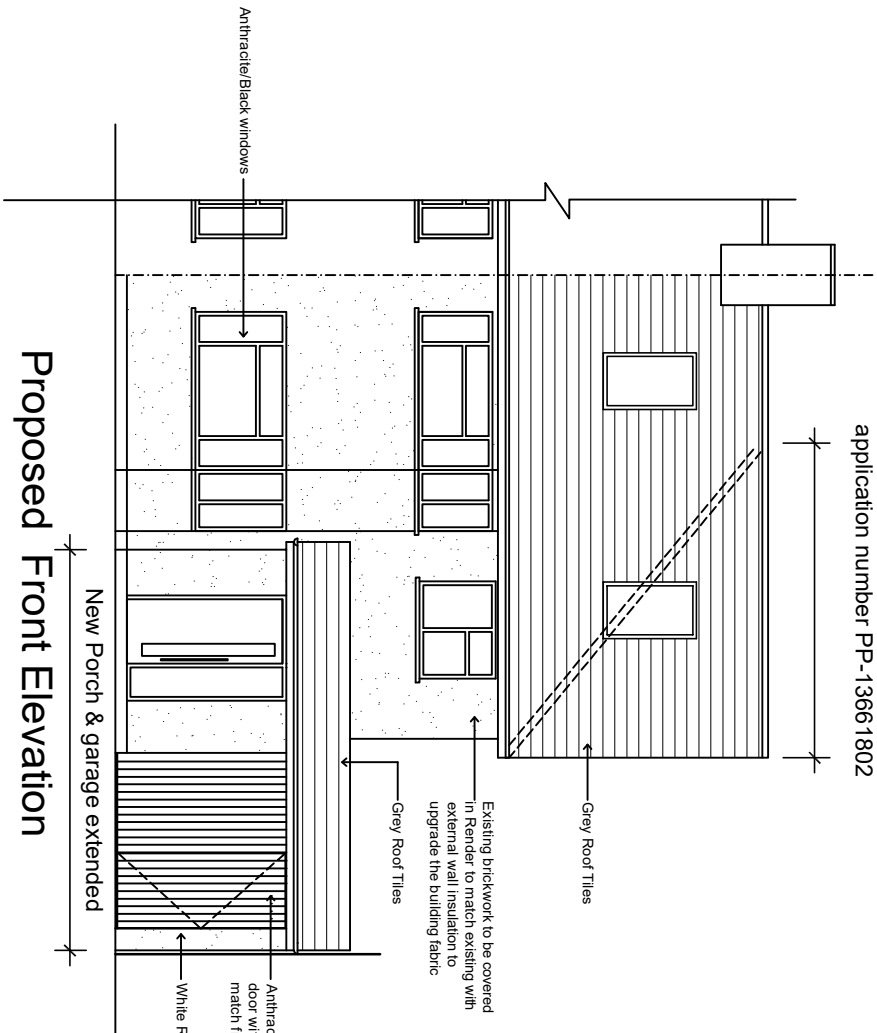 application number PP-13661802
Grey Roof Tiles
Existing brickwork to be covered
in Render to match existing with
external wall insulation to
upgrade the building fabric
Grey Roof Tiles
Anthracite/Black windows
door
White
New Porch & garage extended
Proposed Front Elevation